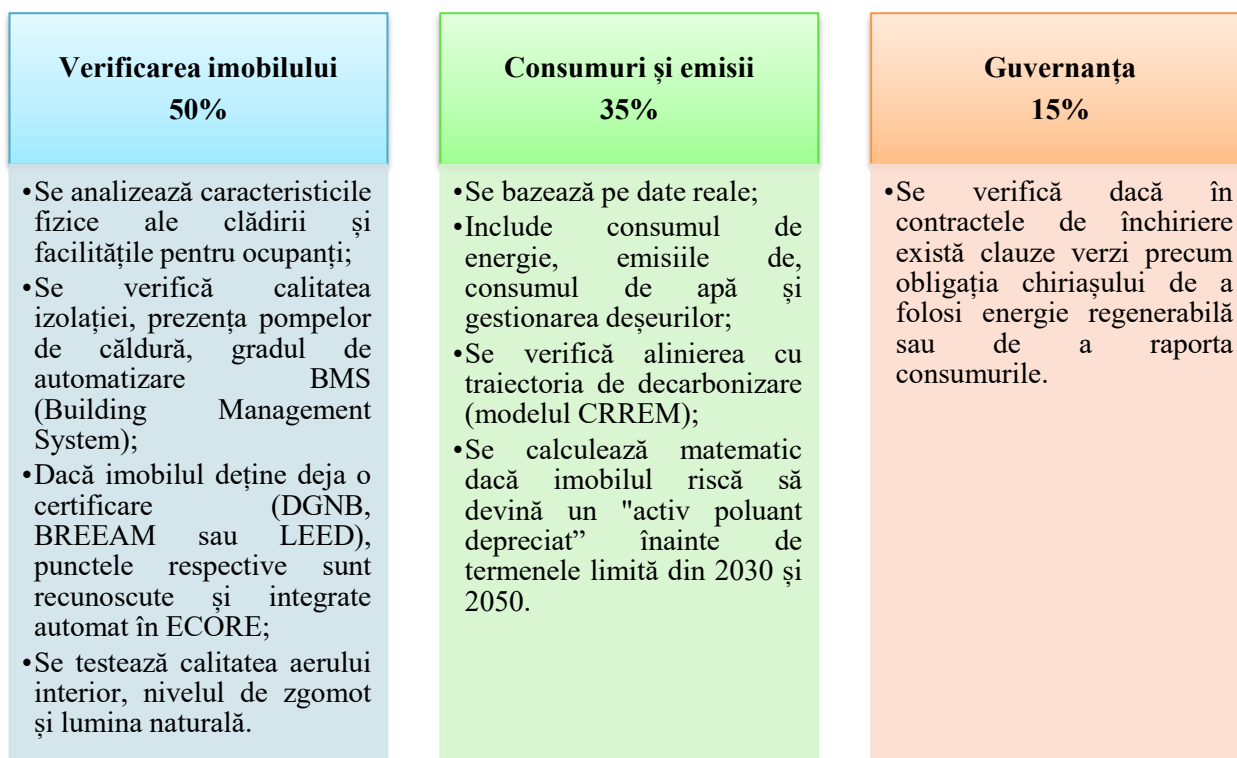 Verificarea imobilului
50%
•Se analizează caracteristicile
fizice ale clădirii și
facilitățile pentru ocupanți;
•Se verifică calitatea
izolației, prezența pompelor
de căldură, gradul de
automatizare BMS
(Building Management
System);
•Dacă imobilul deține deja o
certificare (DGNB,
BREEAM sau LEED),
punctele respective sunt
recunoscute și integrate
automat în ECORE;
•Se testează calitatea aerului
interior, nivelul de zgomot
și lumina naturală.
Consumuri și emisii
35%
•Se bazează pe date reale;
•Include consumul de
energie, emisiile de,
consumul de apă și
gestionarea deșeurilor;
•Se verifică alinierea cu
traiectoria de decarbonizare
(modelul CRREM);
•Se calculează matematic
dacă imobilul riscă să
devină un "activ poluant
depreciat” înainte de
termenele limită din 2030 și
2050.
Guvernanța
15%
•Se verifică dacă în
contractele de închiriere
există clauze verzi precum
obligația chiriașului de a
folosi energie regenerabilă
sau de a raporta
consumurile.